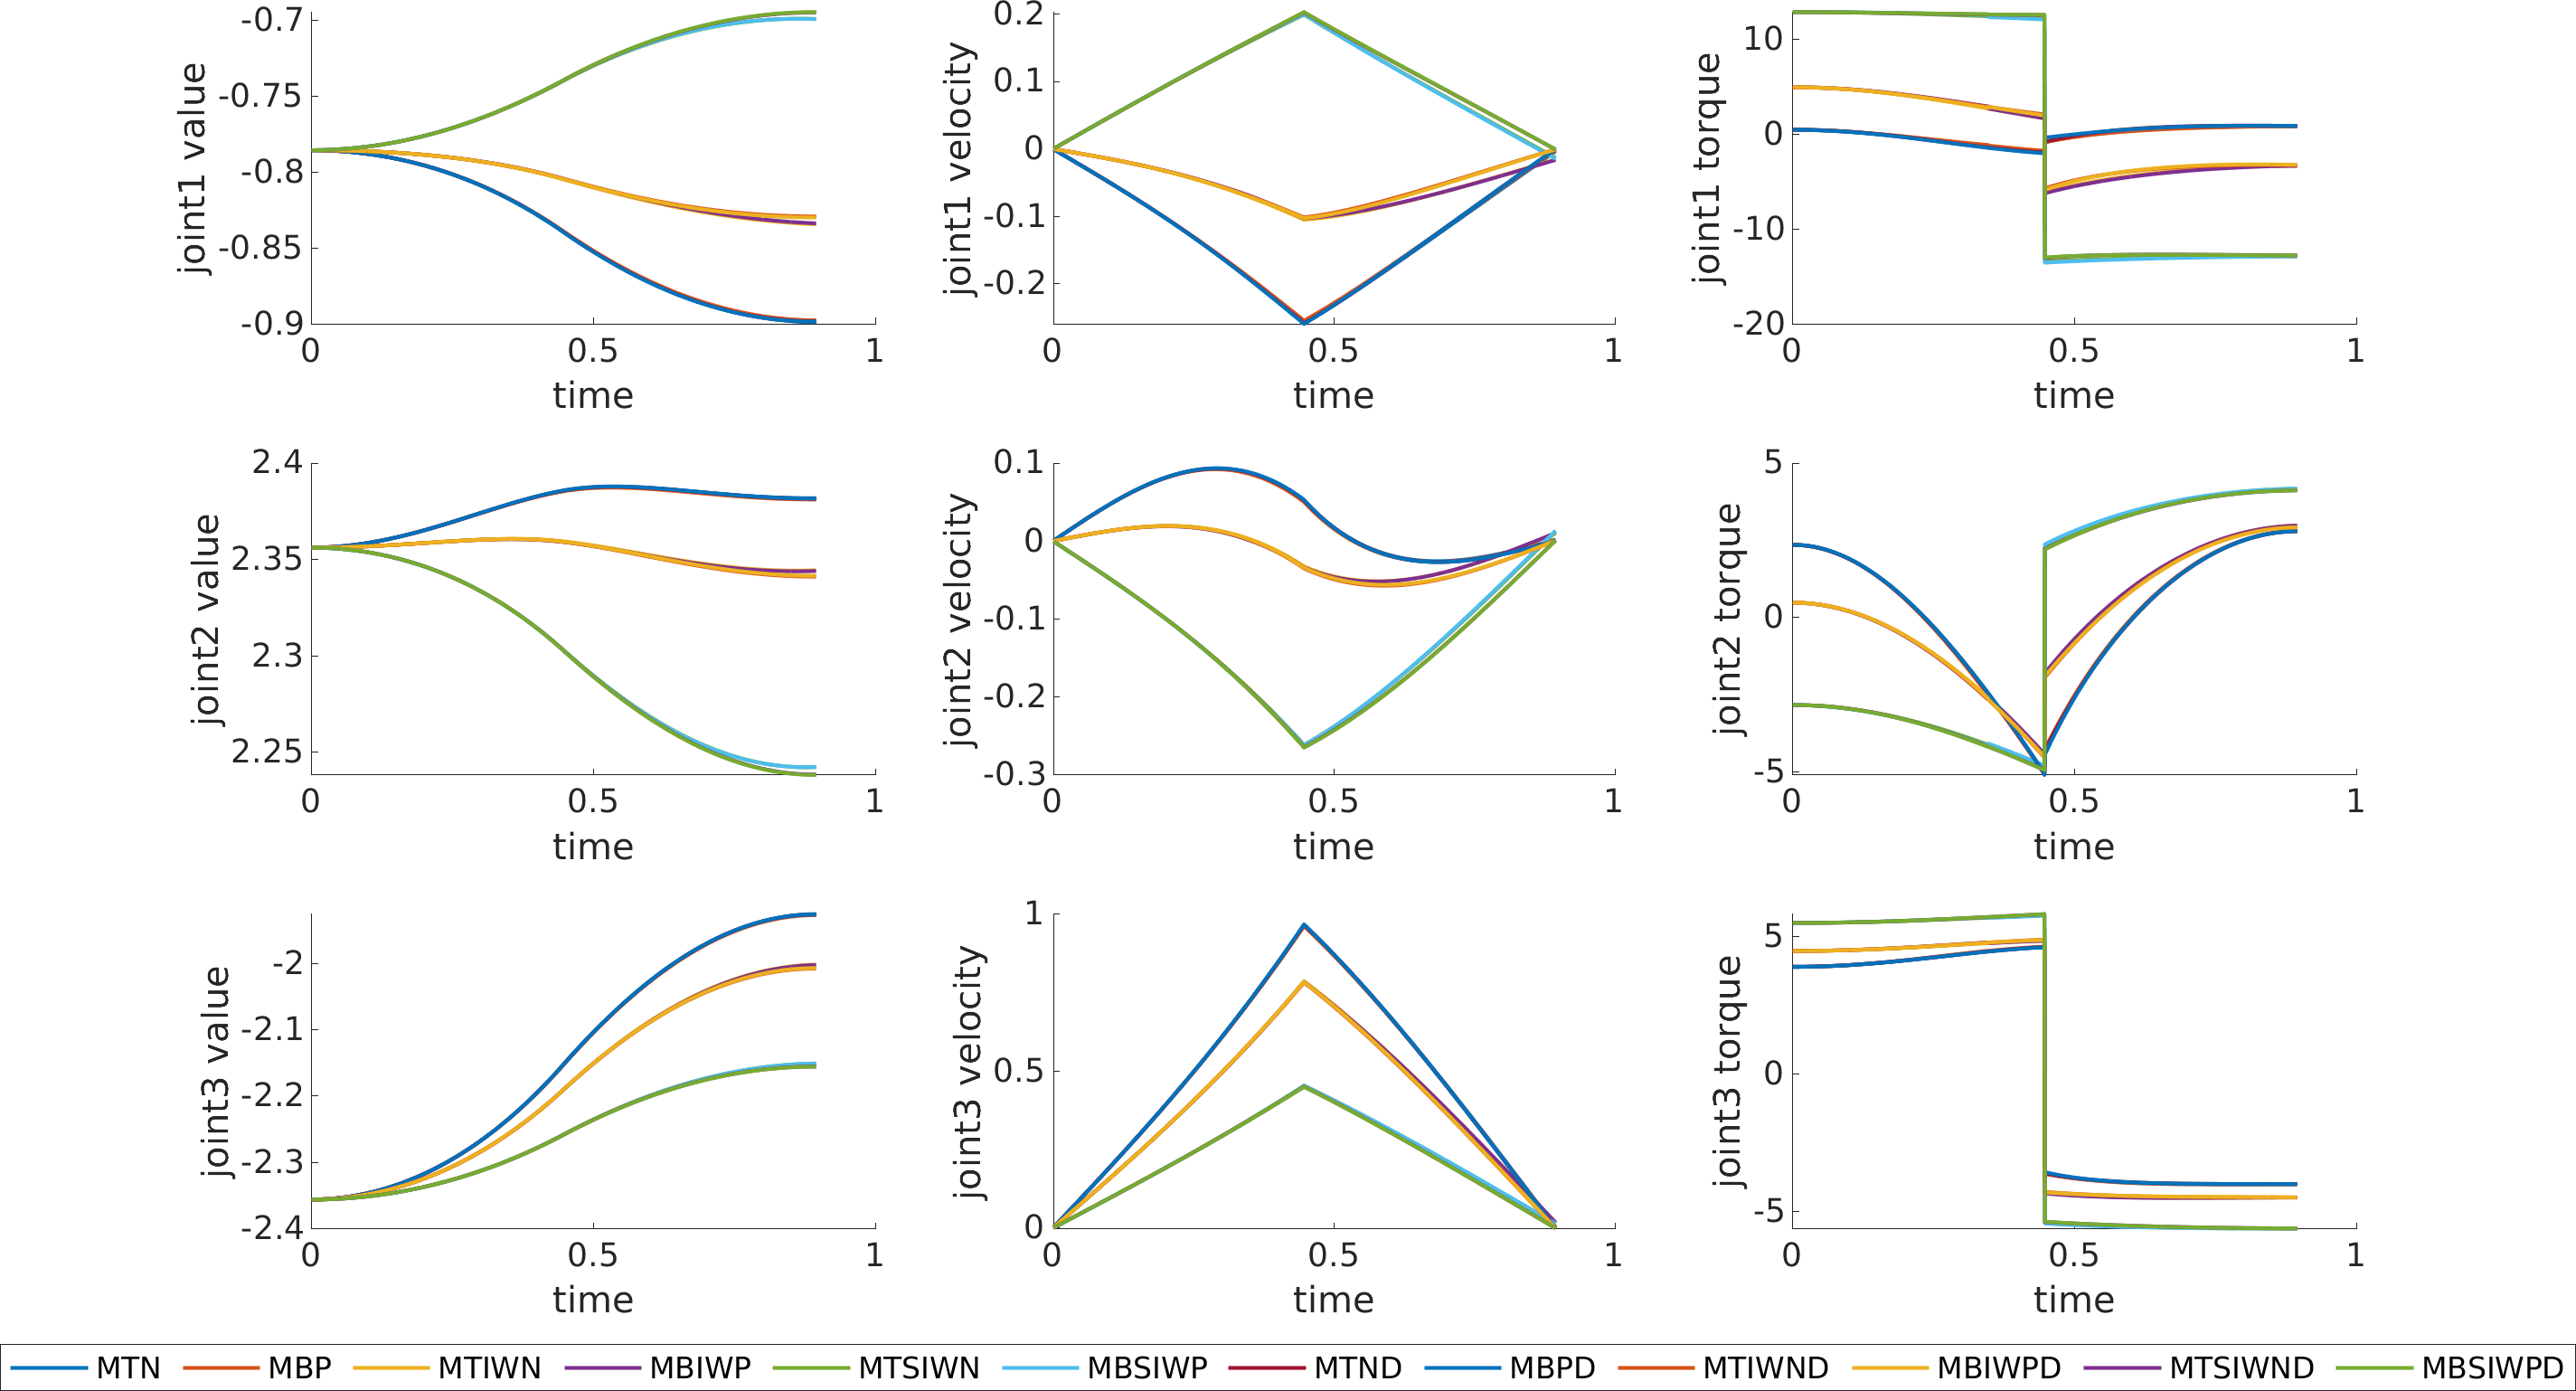 -0.7
-0.75
-0.8
-0.85
-0.9
joint1 value
0 0.5 1
time
0.2
0.1
0
-0.1
-0.2
joint1 velocity
0 0.5 1
time
10
0
-10
-20
joint1 torque
0 0.5 1
time
2.4
2.35
2.3
2.25
joint2 value
0 0.5 1
time
0.1
0
-0.1
-0.2
-0.3
joint2 velocity
0 0.5 1
time
5
0
-5
joint2 torque
0 0.5 1
time
-2
-2.1
-2.2
-2.3
-2.4
joint3 value
0 0.5 1
time
1
0.5
0
joint3 velocity
0 0.5 1
time
5
0
-5
joint3 torque
0 0.5 1
time
MTN MBP MTIWN MBIWP MTSIWN MBSIWP MTND MBPD MTIWND MBIWPD MTSIWND MBSIWPD